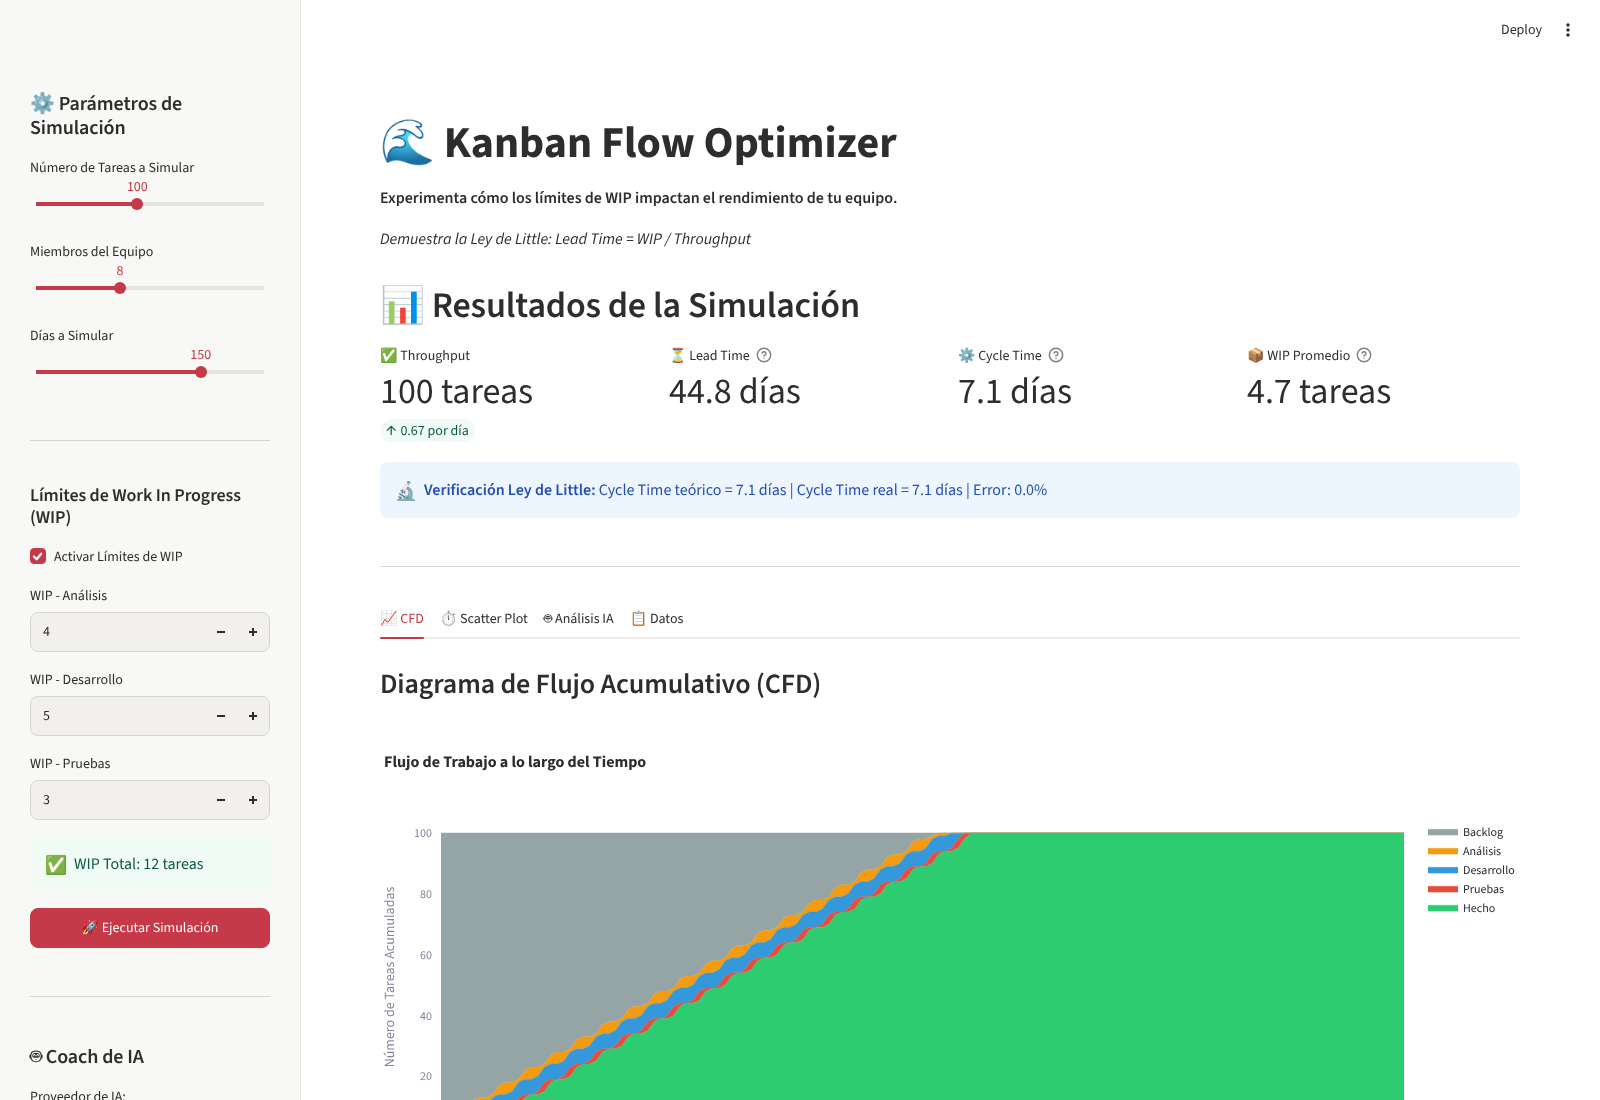 Deploy
⚙️ Parámetros de
Simulación
Número de Tareas a Simular
100
Miembros del Equipo
8
Días a Simular
150
Límites de Work In Progress
(WIP)
Activar Límites de WIP
WIP - Análisis
4
WIP - Desarrollo
5
WIP - Pruebas
3
✅ WIP Total: 12 tareas
🚀 Ejecutar Simulación
Coach de IA
Proveedor de IA:
🌊 Kanban Flow Optimizer
Experimenta cómo los límites de WIP impactan el rendimiento de tu equipo.
Demuestra la Ley de Little: Lead Time = WIP / Throughput
📊 Resultados de la Simulación
✅ Throughput
100 tareas
↑ 0.67 por día
⏳ Lead Time
44.8 días
⚙️ Cycle Time
7.1 días
📦 WIP Promedio
4.7 tareas
🔬 Verificación Ley de Little: Cycle Time teórico = 7.1 días | Cycle Time real = 7.1 días | Error: 0.0%
📈 CFD
⏱️ Scatter Plot
Análisis IA
📋 Datos
Diagrama de Flujo Acumulativo (CFD)
Flujo de Trabajo a lo largo del Tiempo
Número de Tareas Acumuladas
100
80
60
40
20
Backlog
Análisis
Desarrollo
Pruebas
Hecho